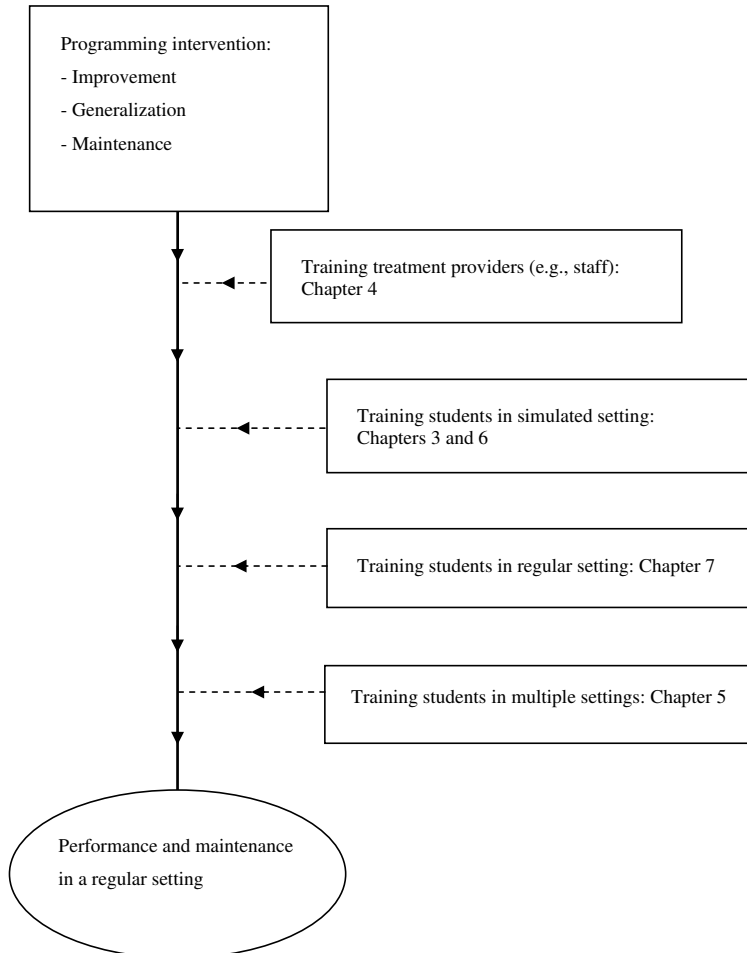 Programming intervention:
- Improvement
- Generalization
- Maintenance
Training treatment providers (e.g., staff):
Chapter 4
Training students in simulated setting:
Chapters 3 and 6
Training students in regular setting: Chapter 7
Training students in multiple settings: Chapter 5
Performance and maintenance
in a regular setting